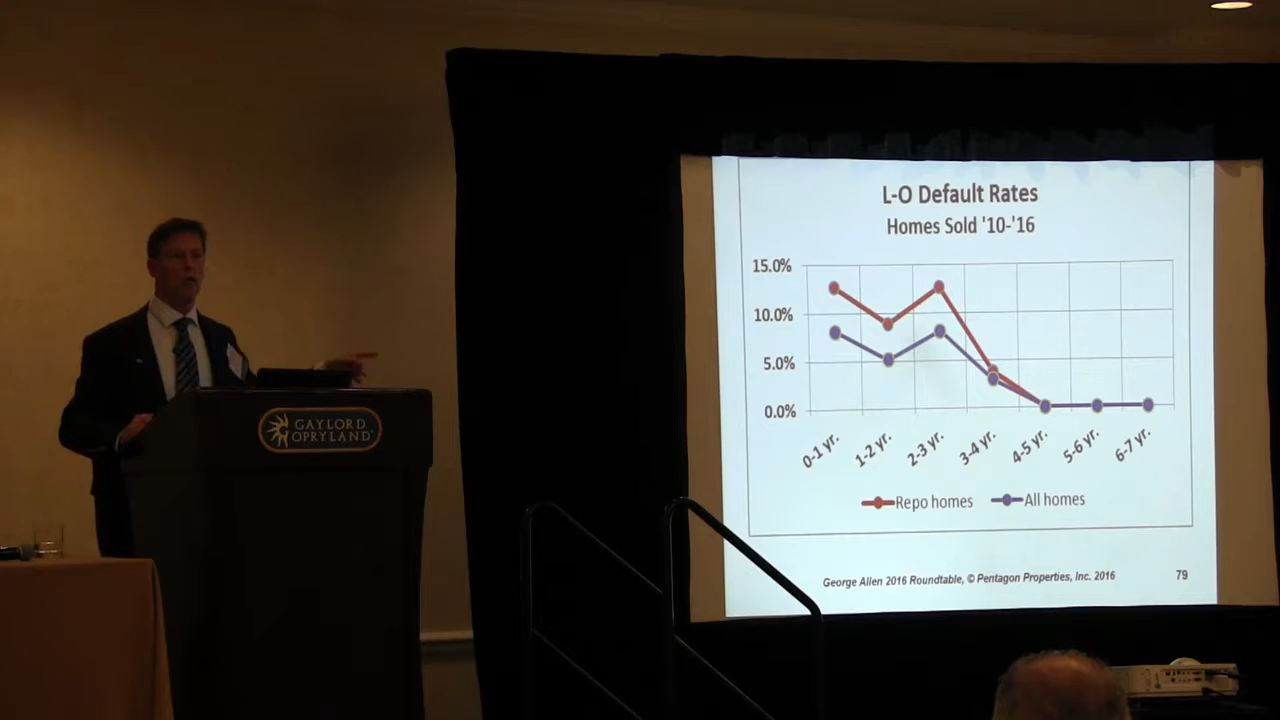 GAYLORD
OPRYLAND
L-O Default Rates
Homes Sold '10-'16
15.0%
10.0%
5.0%
0.0%
0-1 yr.
1-2 yr.
2-3 yr.
3-4 yr.
4-5 yr.
5-6 yr.
6-7 yr.
Repo homes
All homes
George Allen 2016 Roundtable, © Pentagon Properties, Inc. 2016
79